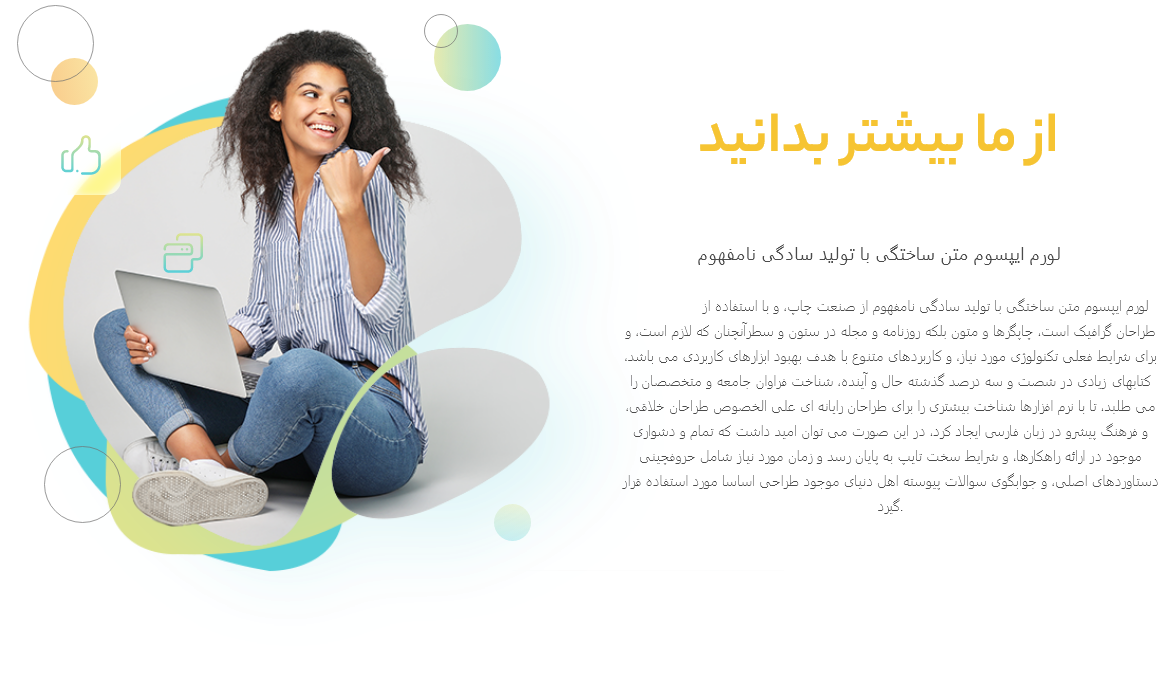 از ما بیشتر بدانید
لورم ایپسوم متن ساختگی با تولید سادگی نامفهوم
لورم ایپسوم متن ساختگی با تولید سادگی نامفهوم از صنعت چاپ، و با استفاده از
طراحان گرافیک است، چاپگرها و متون بلکه روزنامه و مجله در ستون و سطرآنچنان که لازم است، و
برای شرایط فعلی تکنولوژی مورد نیاز، و کاربردهای متنوع با هدف بهبود ابزارهای کاربردی می باشد،
کتابهای زیادی در شصت و سه درصد گذشته حال و آینده، شناخت فراوان جامعه و متخصصان را
می طلبد، تا با نرم افزارها شناخت بیشتری را برای طراحان رایانه ای علی الخصوص طراحان خلاقی،
و فرهنگ پیشرو در زبان فارسی ایجاد کرد، در این صورت می توان امید داشت که تمام و دشواری
موجود در ارائه راهکارها، و شرایط سخت تایپ به پایان رسد و زمان مورد نیاز شامل حروفچینی
دستاوردهای اصلی، و جوابگوی سوالات پیوسته اهل دنیای موجود طراحی اساسا مورد استفاده قرار
گیرد.